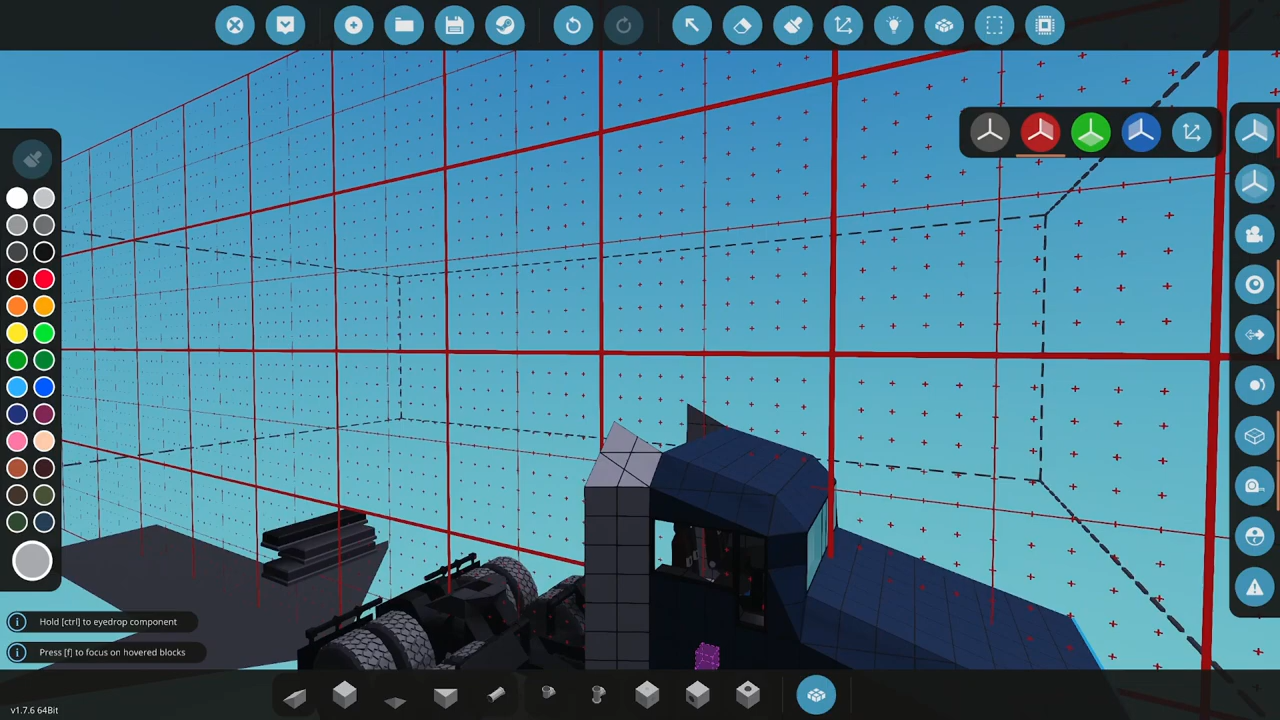 Hold [ctrl] to eyedrop component
Press [f] to focus on hovered blocks
v1.7.6 64Bit